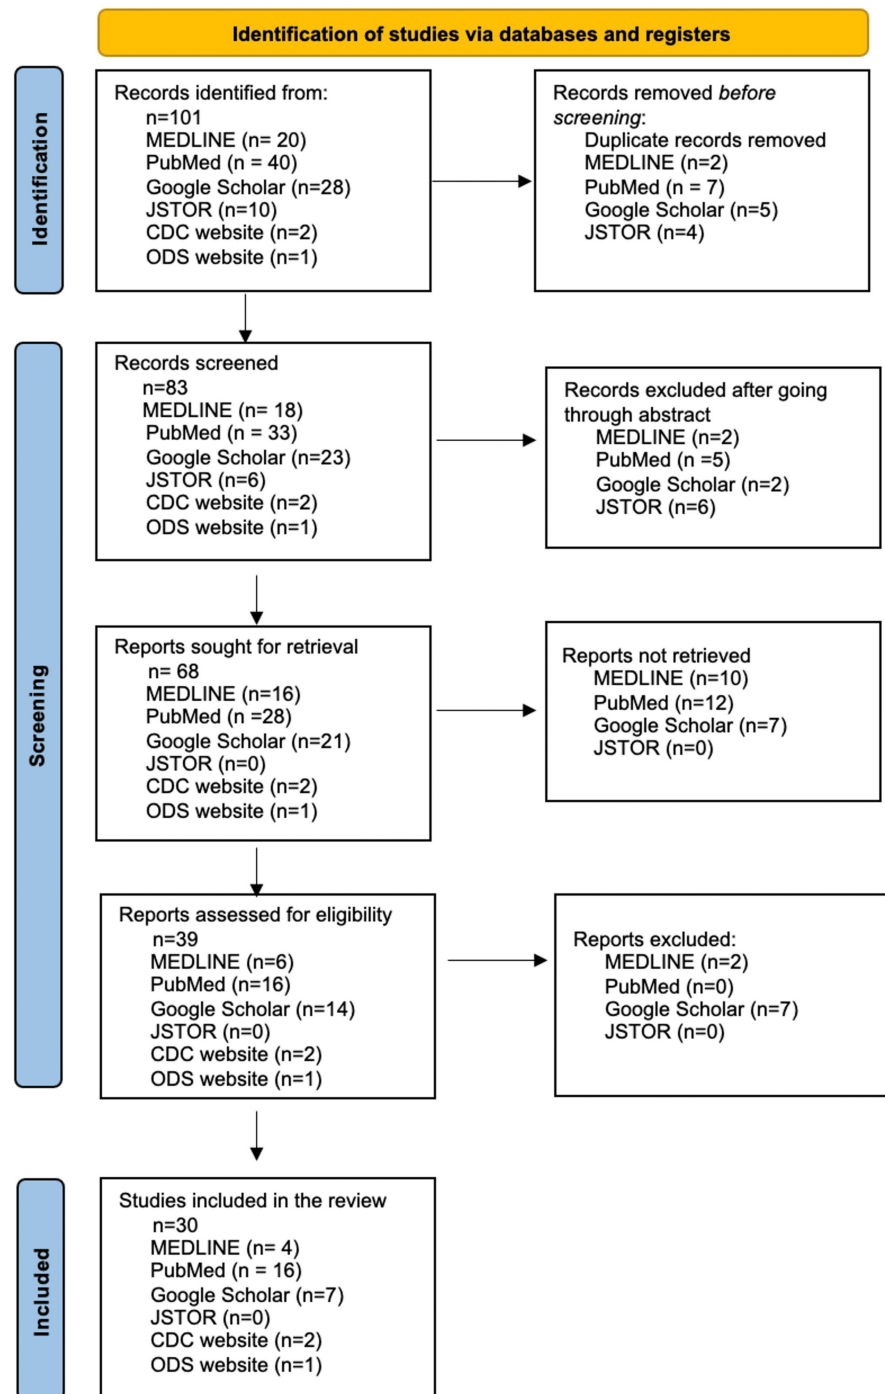 Identification of studies via databases and registers
Identification
Records identified from:
n=101
MEDLINE (n= 20)
PubMed (n = 40)
Google Scholar (n=28)
JSTOR (n=10)
CDC website (n=2)
ODS website (n=1)
Records removed before
screening:
Duplicate records removed
MEDLINE (n=2)
PubMed (n = 7)
Google Scholar (n=5)
JSTOR (n=4)
Screening
Records screened
n=83
MEDLINE (n= 18)
PubMed (n = 33)
Google Scholar (n=23)
JSTOR (n=6)
CDC website (n=2)
ODS website (n=1)
Records excluded after going
through abstract
MEDLINE (n=2)
PubMed (n =5)
Google Scholar (n=2)
JSTOR (n=6)
Reports sought for retrieval
n= 68
MEDLINE (n=16)
PubMed (n =28)
Google Scholar (n=21)
JSTOR (n=0)
CDC website (n=2)
ODS website (n=1)
Reports not retrieved
MEDLINE (n=10)
PubMed (n=12)
Google Scholar (n=7)
JSTOR (n=0)
Reports assessed for eligibility
n=39
MEDLINE (n=6)
PubMed (n=16)
Google Scholar (n=14)
JSTOR (n=0)
CDC website (n=2)
ODS website (n=1)
Reports excluded:
MEDLINE (n=2)
PubMed (n=0)
Google Scholar (n=7)
JSTOR (n=0)
Included
Studies included in the review
n=30
MEDLINE (n= 4)
PubMed (n = 16)
Google Scholar (n=7)
JSTOR (n=0)
CDC website (n=2)
ODS website (n=1)